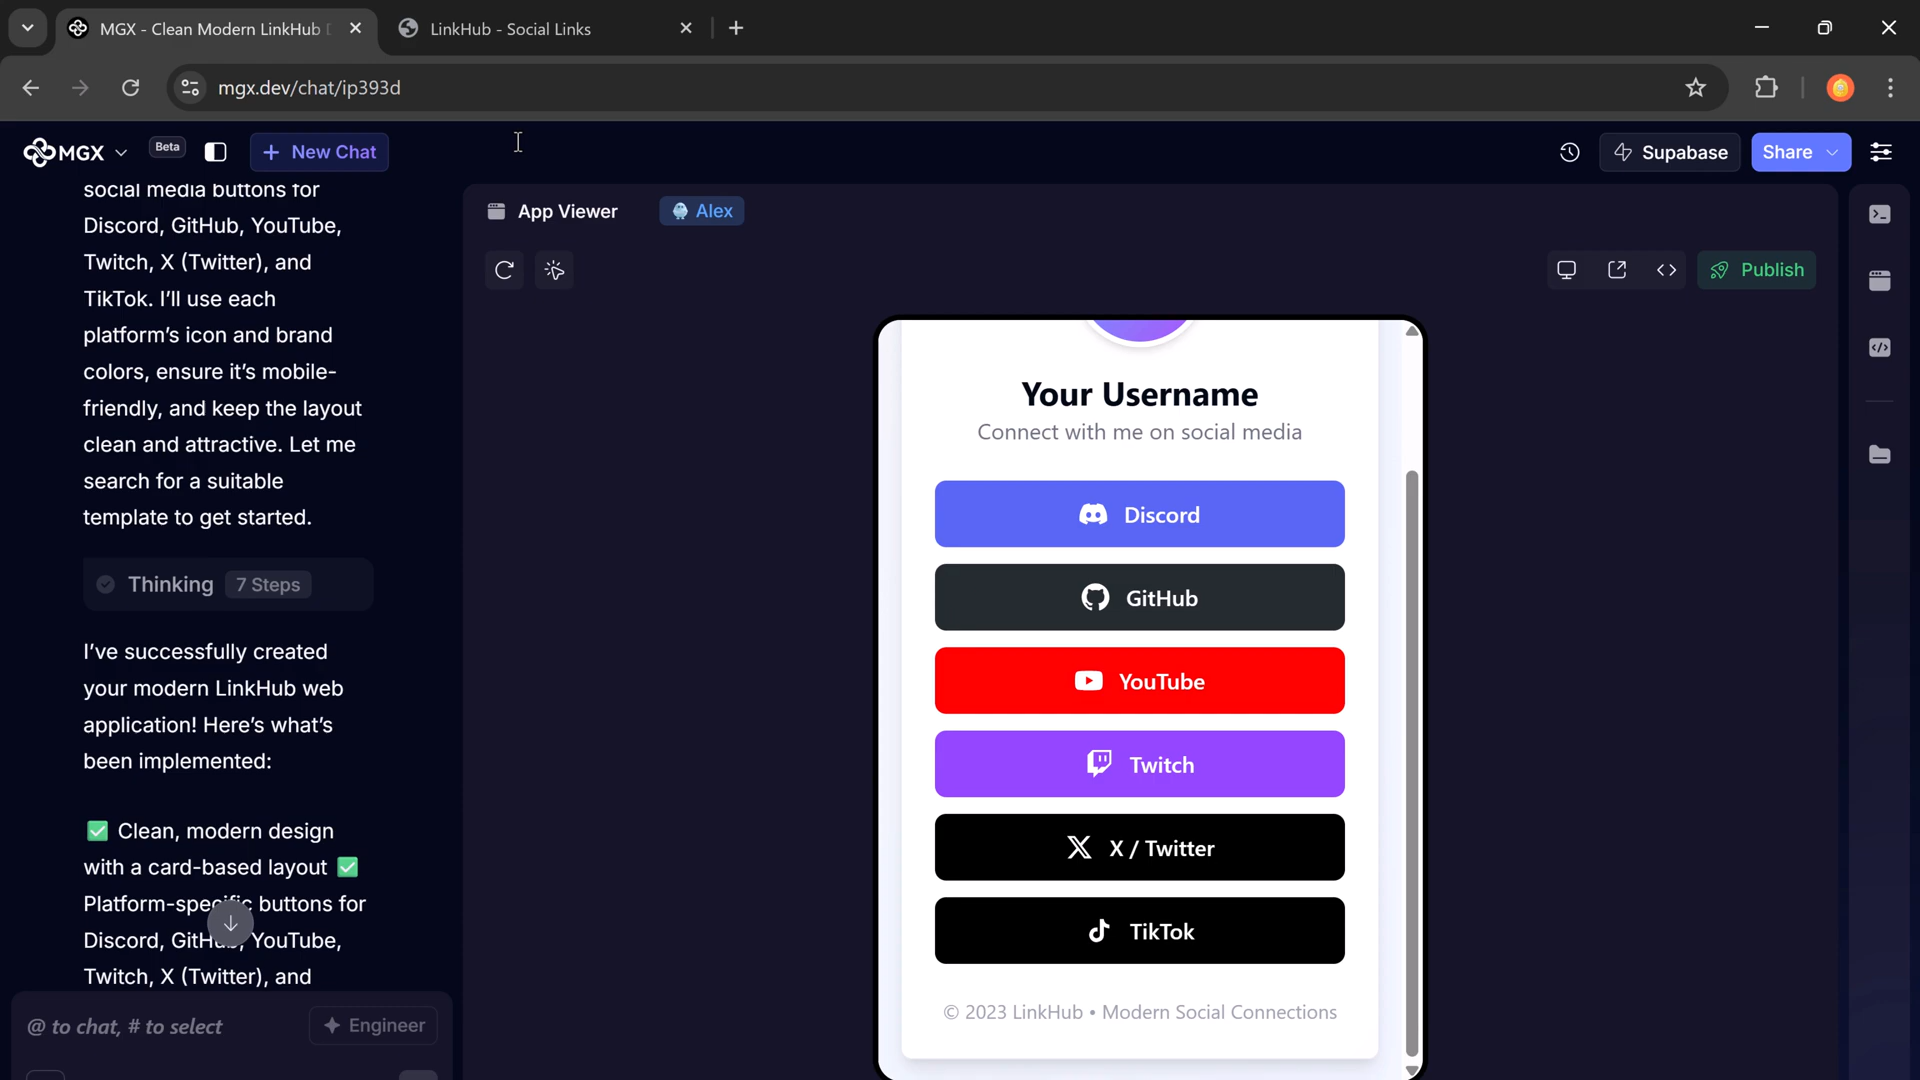 MGX - Clean Modern LinkHub
LinkHub - Social Links
mgx.dev/chat/ip393d
MGX
Beta
New Chat
Supabase
Share
social media buttons for
Discord, GitHub, YouTube,
Twitch, X (Twitter), and
TikTok. I’ll use each
platform’s icon and brand
colors, ensure it’s mobile-
friendly, and keep the layout
clean and attractive. Let me
search for a suitable
template to get started.
Thinking 7 Steps
I’ve successfully created
your modern LinkHub web
application! Here’s what’s
been implemented:
✅ Clean, modern design
with a card-based layout ✅
Platform-specific buttons for
Discord, GitHub, YouTube,
Twitch, X (Twitter), and
@ to chat, # to select
Engineer
App Viewer
Alex
Publish
Your Username
Connect with me on social media
Discord
GitHub
YouTube
Twitch
X / Twitter
TikTok
© 2023 LinkHub • Modern Social Connections